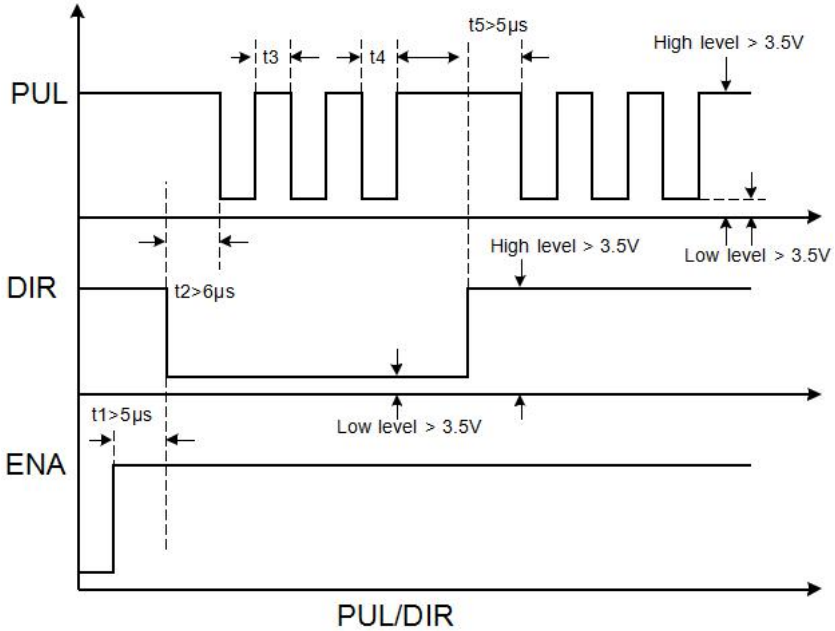 t5>5μs
High level > 3.5V
t3
t4
PUL
High level > 3.5V
Low level > 3.5V
DIR
t2>6μs
t1>5μs
Low level > 3.5V
ENA
PUL/DIR